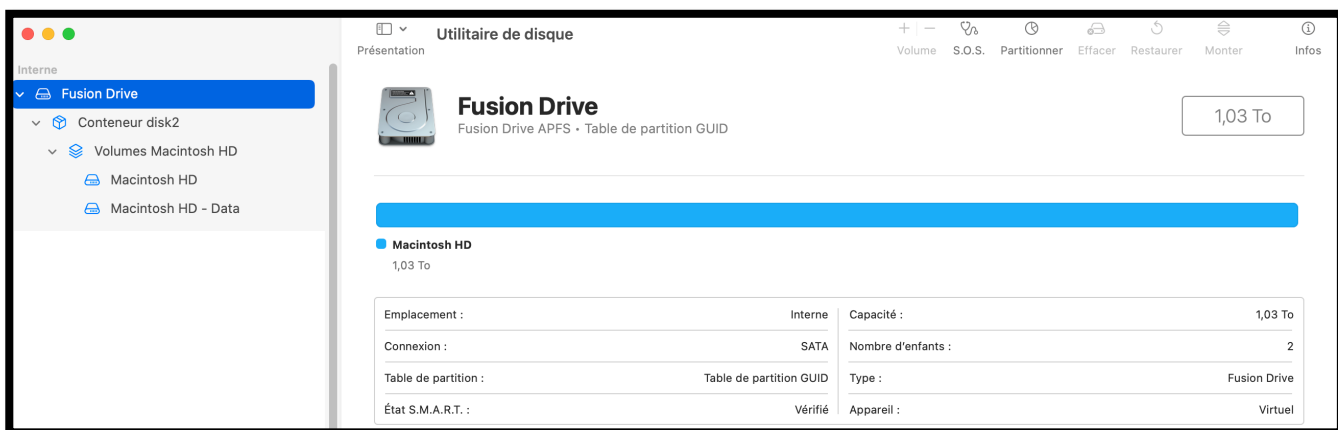 Utilitaire de disque
Présentation
Volume
S.O.S.
Partitionner
Effacer
Restaurer
Monter
Infos
Interne
Fusion Drive
Conteneur disk2
Volumes Macintosh HD
Macintosh HD
Macintosh HD - Data
Fusion Drive
Fusion Drive APFS • Table de partition GUID
1,03 To
Macintosh HD
1,03 To
Emplacement : Interne
Capacité : 1,03 To
Connexion : SATA
Nombre d'enfants : 2
Table de partition : Table de partition GUID
Type : Fusion Drive
État S.M.A.R.T. : Vérifié
Appareil : Virtuel